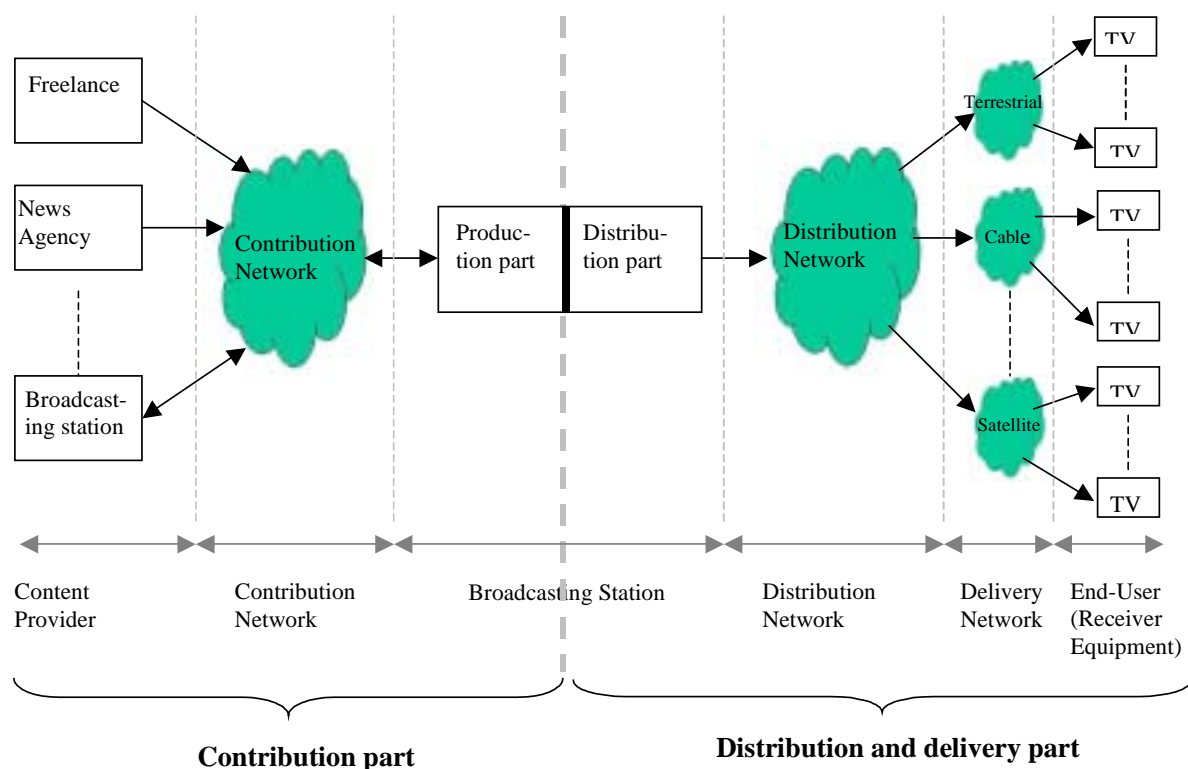 Freelance
News
Agency
Broadcast-
ing station
Contribution
Network
Produc-
tion part
Distribu-
tion part
Distribution
Network
Terrestrial
Cable
Satellite
TV
TV
TV
TV
TV
TV
Content
Provider
Contribution
Network
Broadcasting Station
Distribution
Network
Delivery
Network
End-User
(Receiver
Equipment)
Contribution part
Distribution and delivery part